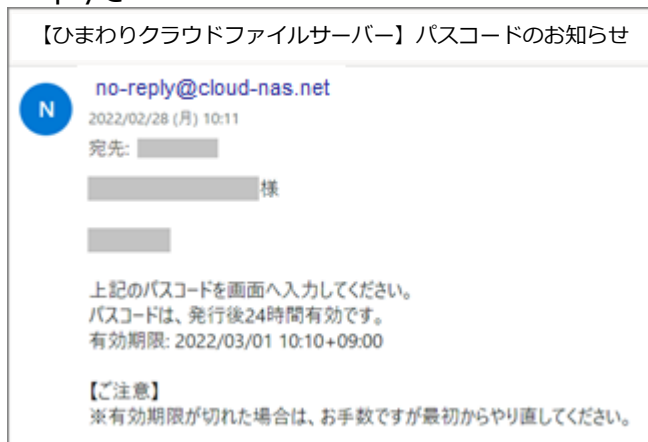 【ひまわりクラウドファイルサーバー】パスコードのお知らせ
N
no-reply@cloud-nas.net
2022/02/28 (月) 10:11
宛先:
様
上記のパスコードを画面へ入力してください。
パスコードは、発行後24時間有効です。
有効期限: 2022/03/01 10:10+09:00
【ご注意】
※有効期限が切れた場合は、お手数ですが最初からやり直してください。